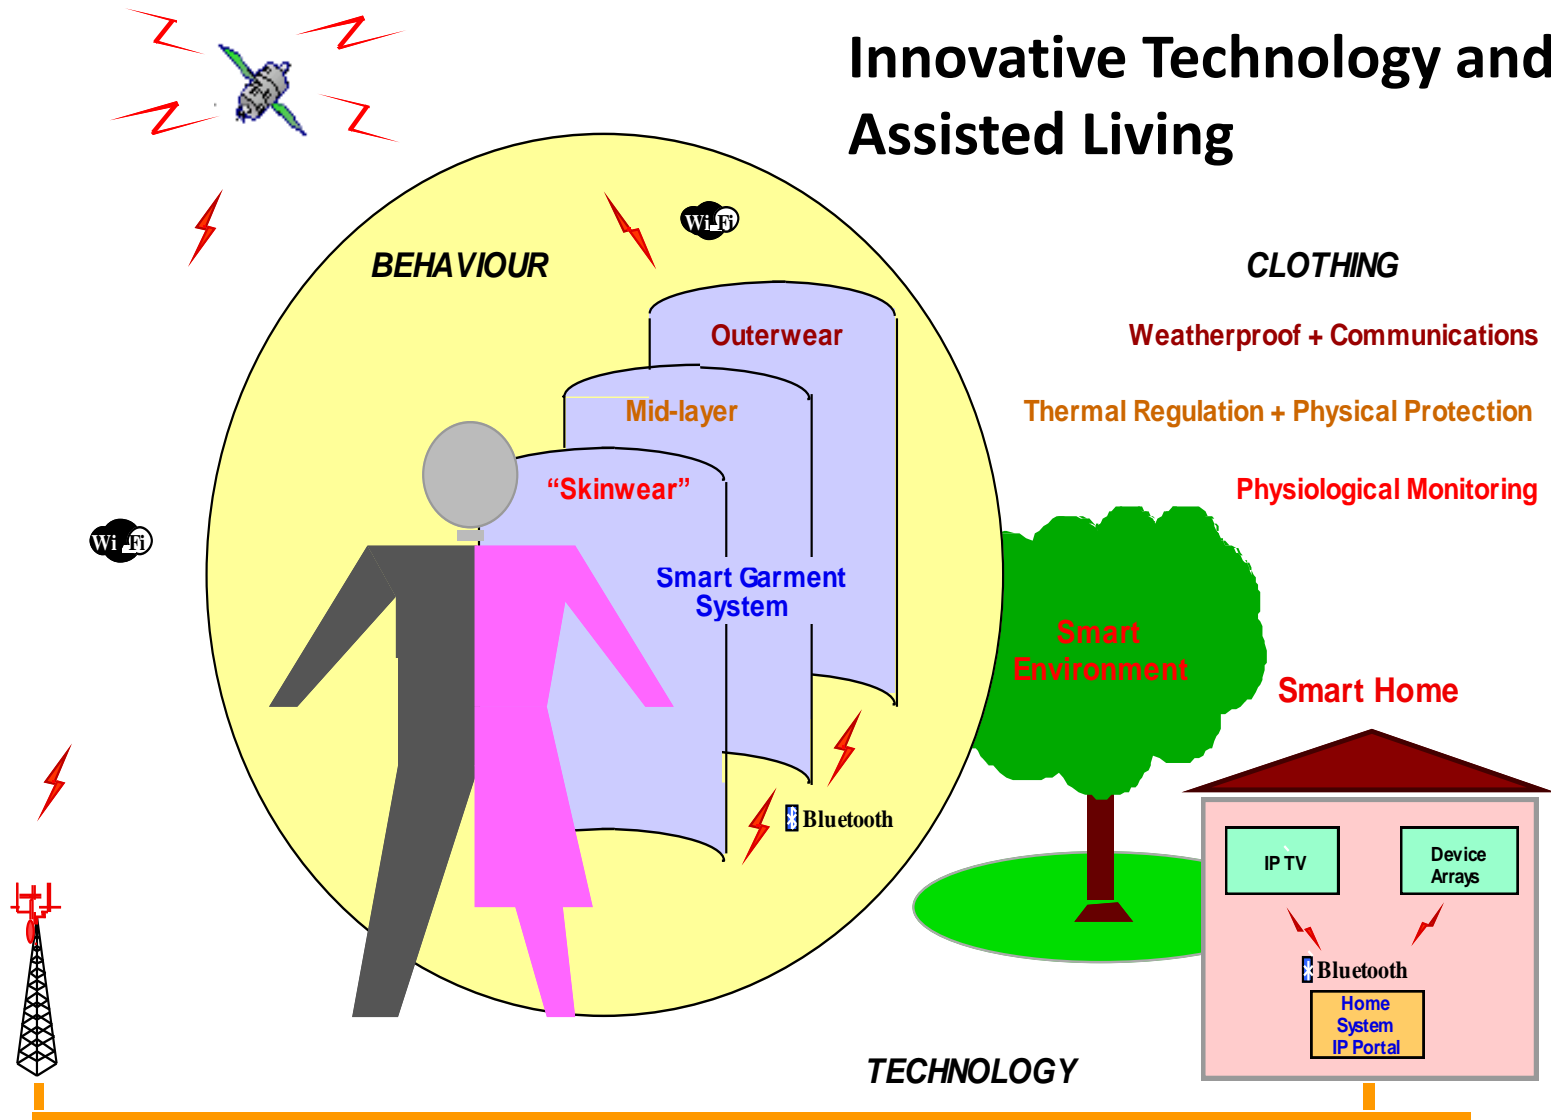 Innovative Technology and
Assisted Living
Wi-Fi
BEHAVIOUR
CLOTHING
Outerwear
Weatherproof + Communications
Mid-layer
Thermal Regulation + Physical Protection
“Skinwear”
Physiological Monitoring
Wi-Fi
Smart Garment
System
Smart
Environment
Smart Home
Bluetooth
IP TV
Device
Arrays
Bluetooth
Home
System
IP Portal
TECHNOLOGY